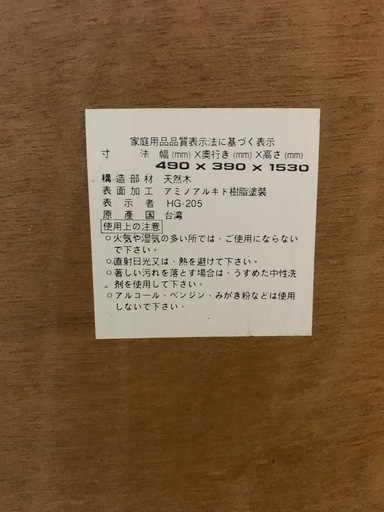 家庭用品品質表示法に基づく表示
寸　法　幅(mm)×奥行き(mm)×高さ(mm)
490×390×1530
構造部材　天然木
表面加工　アミノアルキド樹脂塗装
表示者　HG-205
原産国　台湾
使用上の注意
○火気や湿気の多い所では、ご使用にならない
で下さい。
○直射日光又は、熱を避けて下さい。
○著しい汚れを落とす場合は、うすめた中性洗
剤を使用して下さい。
○アルコール、ベンジン、みがき粉などは使用
しないで下さい。